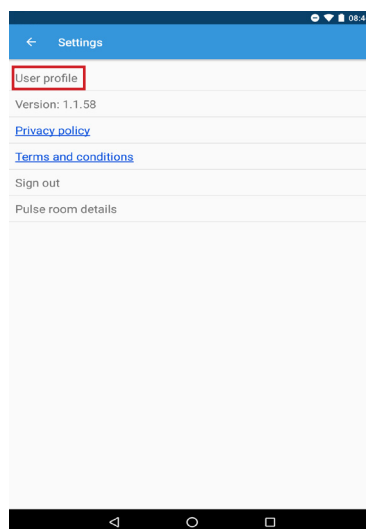 08:4
Settings
User profile
Version: 1.1.58
Privacy policy
Terms and conditions
Sign out
Pulse room details